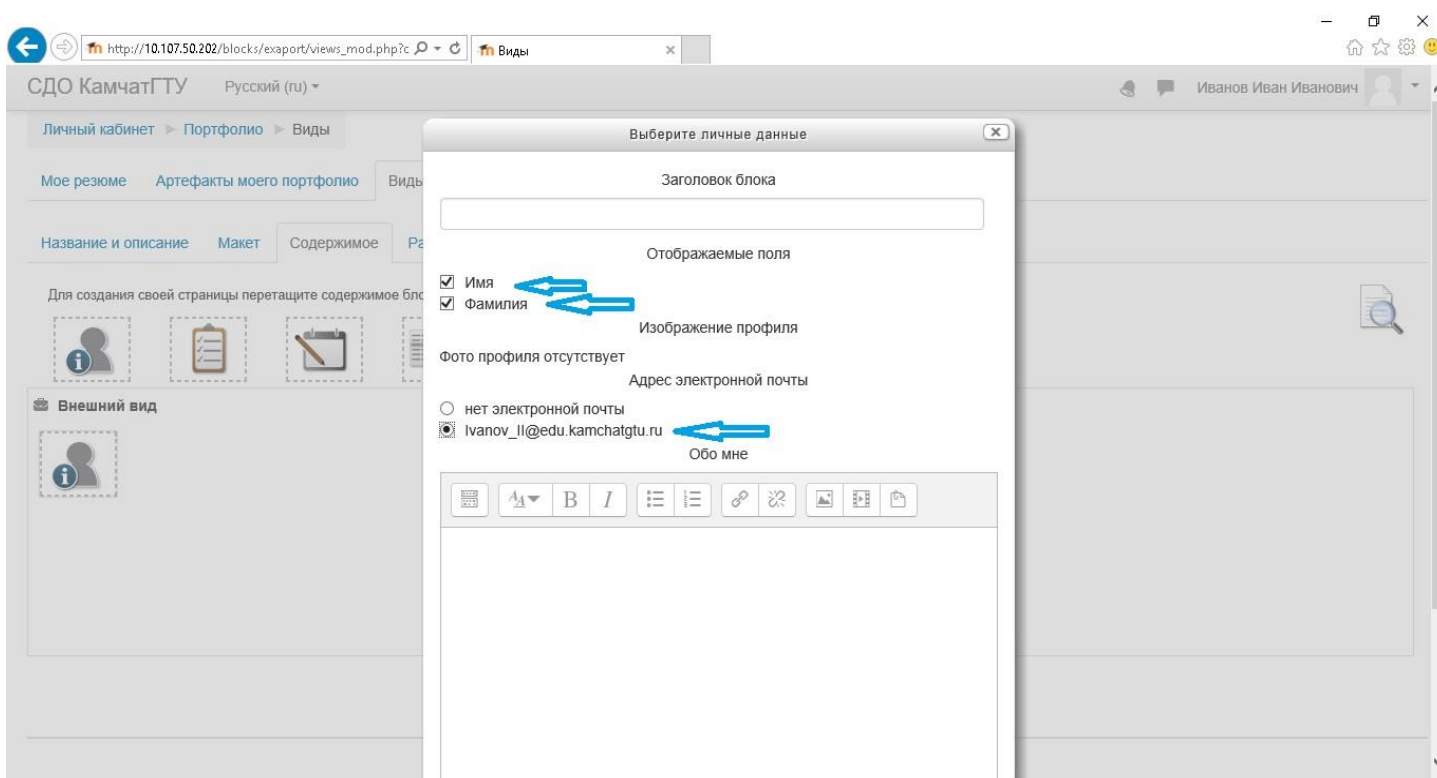 http://10.107.50.202/blocks/exaport/views_mod.php?c
Виды
СДО КамчатГТУ
Русский (ru)
Иванов Иван Иванович
Личный кабинет
Портфолио
Виды
Мое резюме
Артефакты моего портфолио
Виды
Название и описание
Макет
Содержимое
Ра
Для создания своей страницы перетащите содержимое бло
Внешний вид
Выберите личные данные
Заголовок блока
Отображаемые поля
Имя
Фамилия
Изображение профиля
Фото профиля отсутствует
Адрес электронной почты
нет электронной почты
Ivanov_II@edu.kamchatgtu.ru
Обо мне